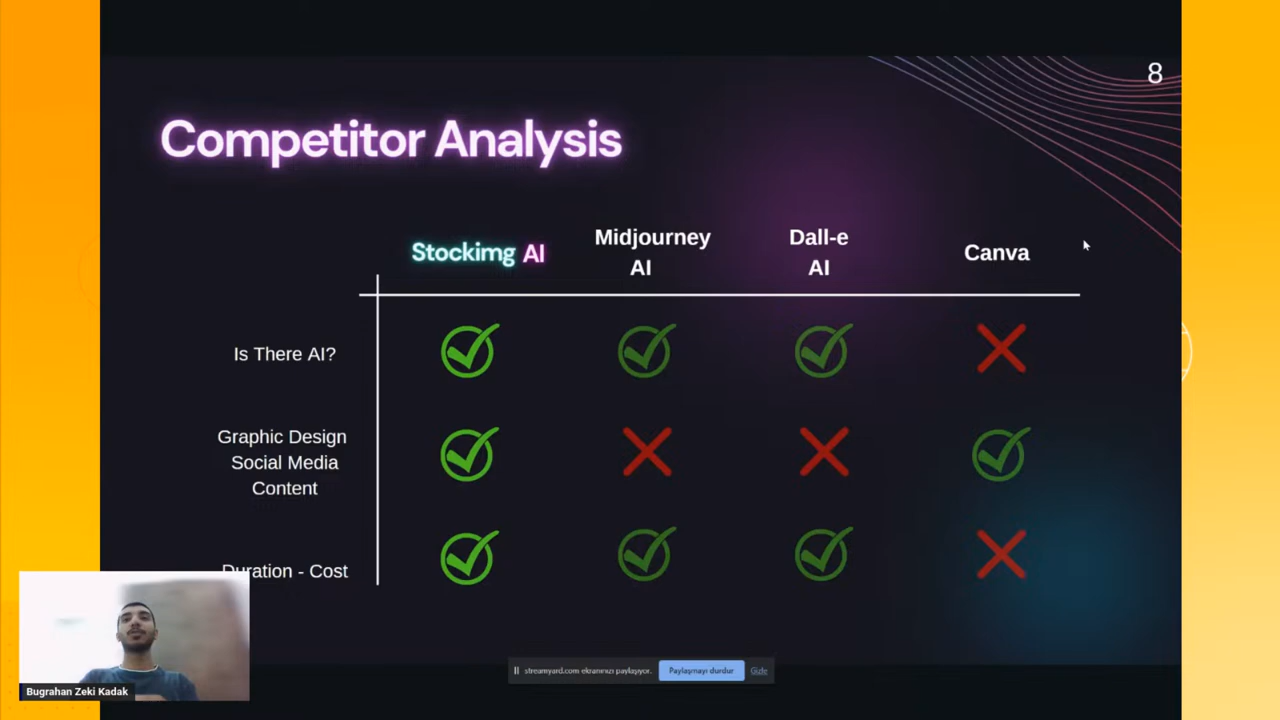 8
Competitor Analysis
Stockimg AI
Midjourney
AI
Dall-e
AI
Canva
Is There AI?
Graphic Design
Social Media
Content
Duration - Cost
streamyard.com ekranınızı paylaşıyor.
Paylaşmayı durdur
Gizle
Bugrahan Zeki Kadak